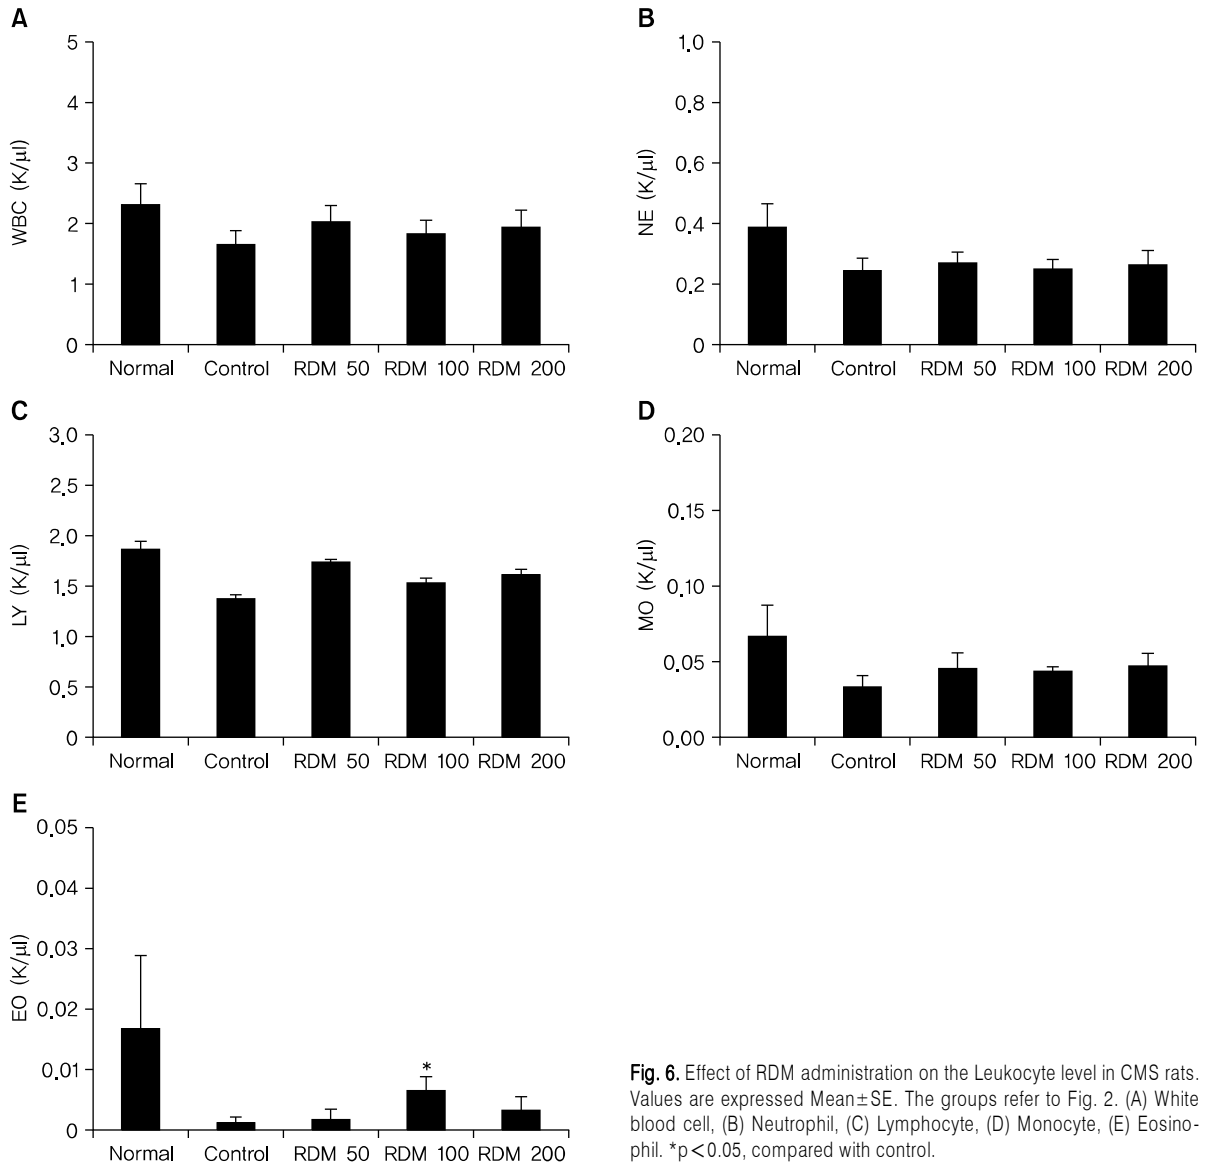 A
5
4
3
2
1
0
WBC (K/μl)
Normal Control RDM 50 RDM 100 RDM 200
B
1.0
0.8
0.6
0.4
0.2
0
NE (K/μl)
Normal Control RDM 50 RDM 100 RDM 200
C
3.0
2.5
2.0
1.5
1.0
0.5
0
LY (K/μl)
Normal Control RDM 50 RDM 100 RDM 200
D
0.20
0.15
0.10
0.05
0.00
MO (K/μl)
Normal Control RDM 50 RDM 100 RDM 200
E
0.05
0.04
0.03
0.02
0.01
0
EO (K/μl)
*
Normal Control RDM 50 RDM 100 RDM 200
Fig. 6. Effect of RDM administration on the Leukocyte level in CMS rats.
Values are expressed Mean±SE. The groups refer to Fig. 2. (A) White
blood cell, (B) Neutrophil, (C) Lymphocyte, (D) Monocyte, (E) Eosino-
phil. *p<0.05, compared with control.